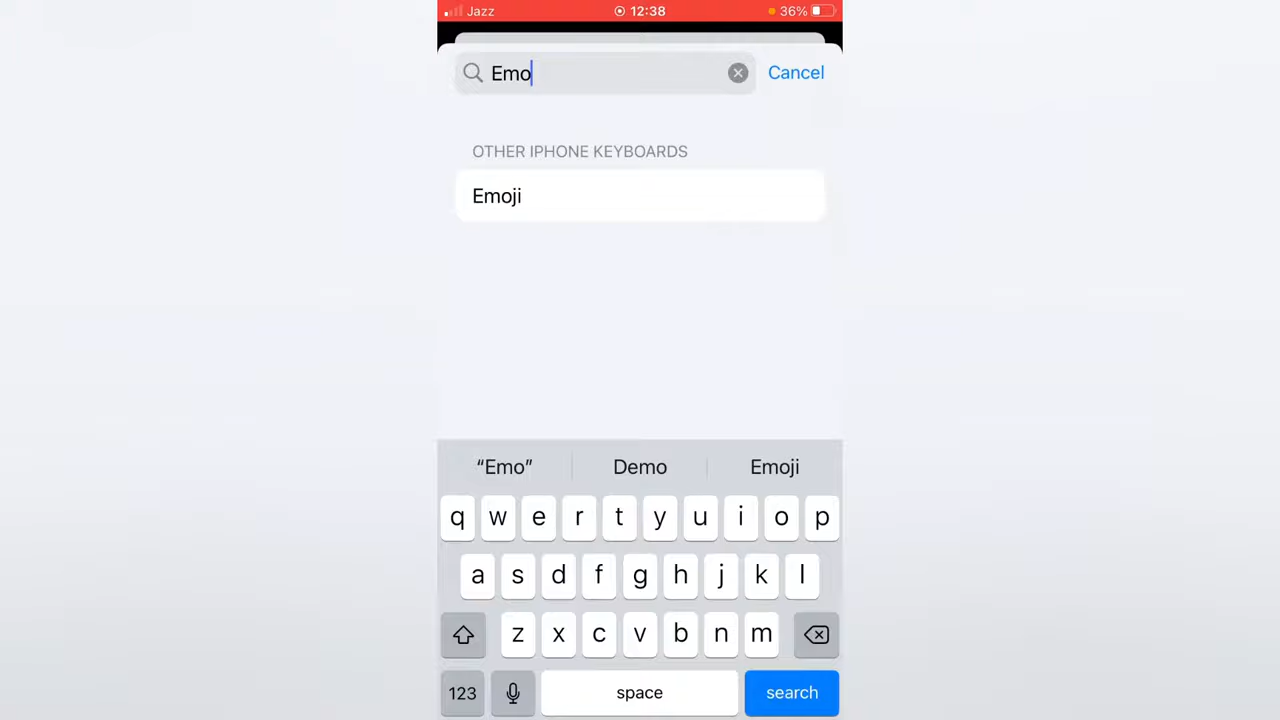 Jazz 12:38 36%
Emo Cancel
OTHER IPHONE KEYBOARDS
Emoji
“Emo” Demo Emoji
q w e r t y u i o p
a s d f g h j k l
z x c v b n m
123 space search